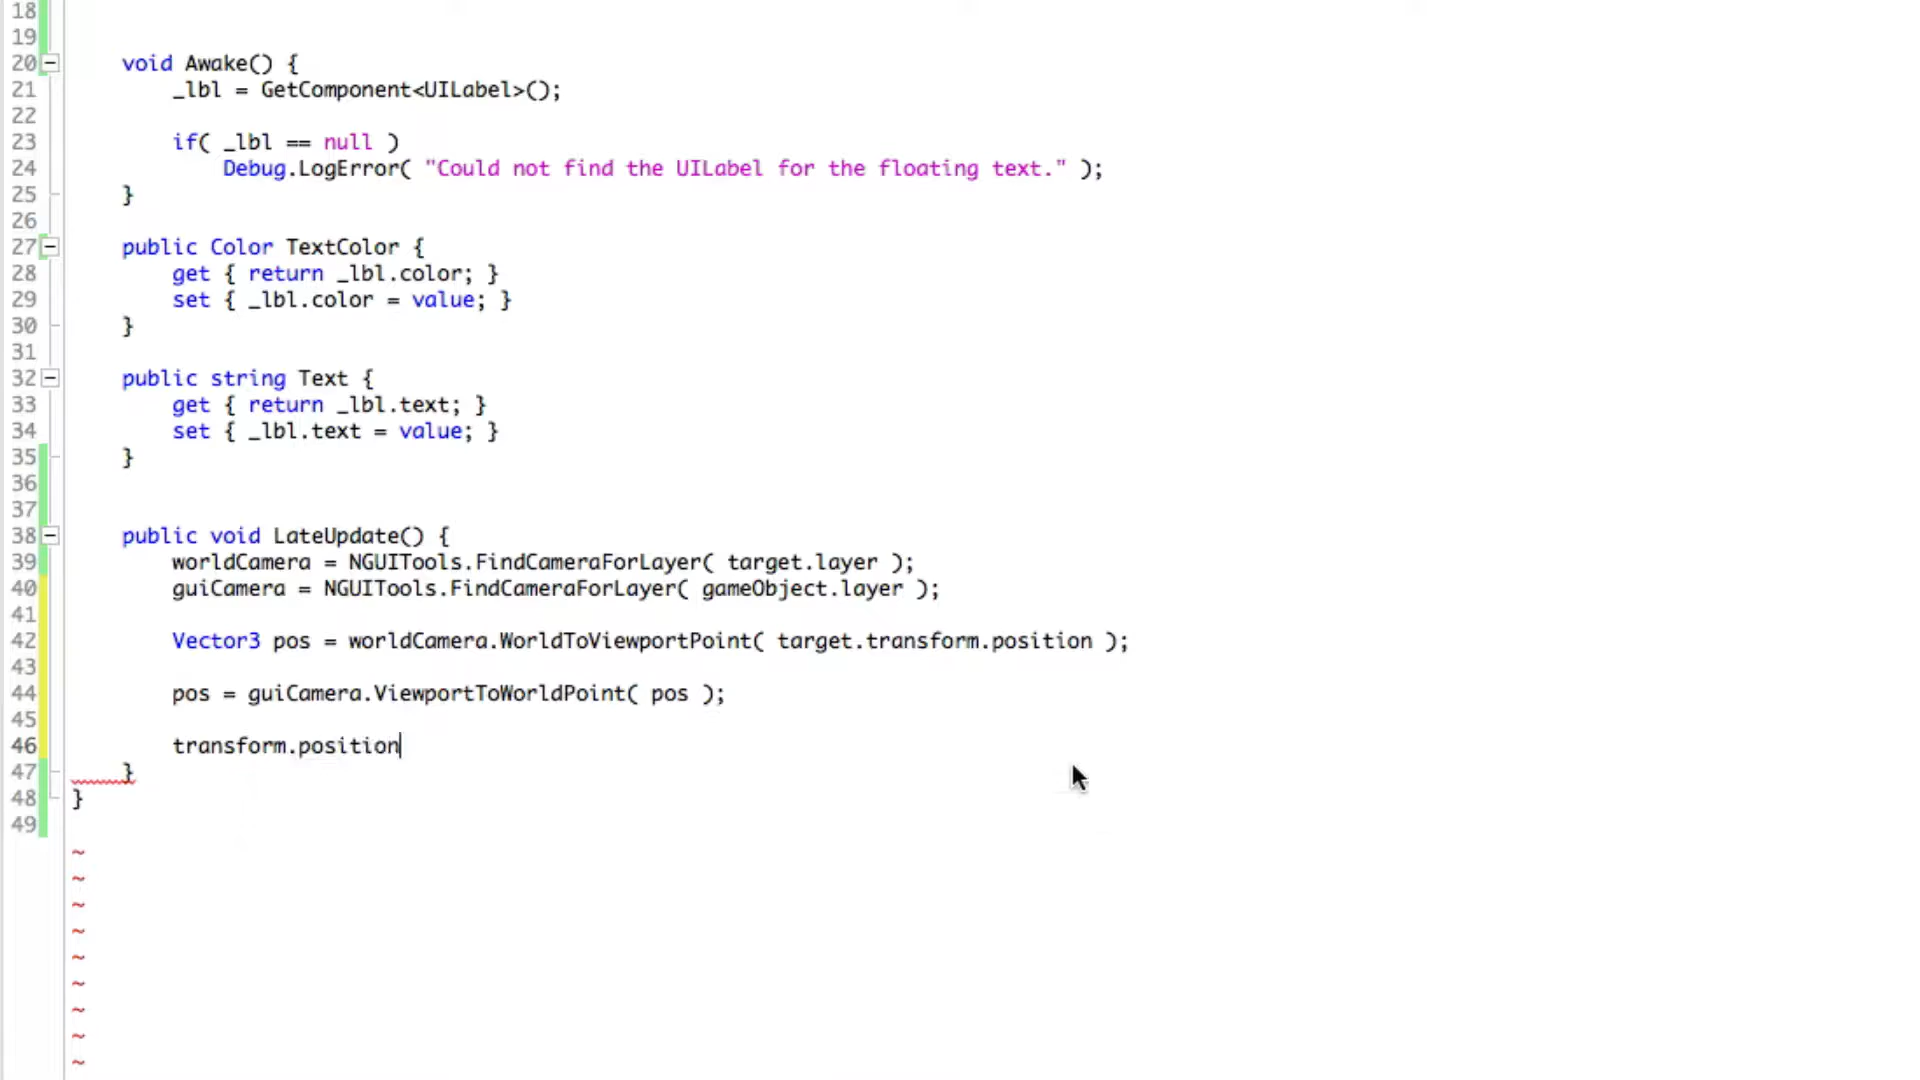 18
19
20 void Awake() {
21 _lbl = GetComponent<UILabel>();
22
23 if( _lbl == null )
24 Debug.LogError( "Could not find the UILabel for the floating text." );
25 }
26
27 public Color TextColor {
28 get { return _lbl.color; }
29 set { _lbl.color = value; }
30 }
31
32 public string Text {
33 get { return _lbl.text; }
34 set { _lbl.text = value; }
35 }
36
37
38 public void LateUpdate() {
39 worldCamera = NGUITools.FindCameraForLayer( target.layer );
40 guiCamera = NGUITools.FindCameraForLayer( gameObject.layer );
41
42 Vector3 pos = worldCamera.WorldToViewportPoint( target.transform.position );
43
44 pos = guiCamera.ViewportToWorldPoint( pos );
45
46 transform.position
47 }
48 }
49
~
~
~
~
~
~
~
~
~